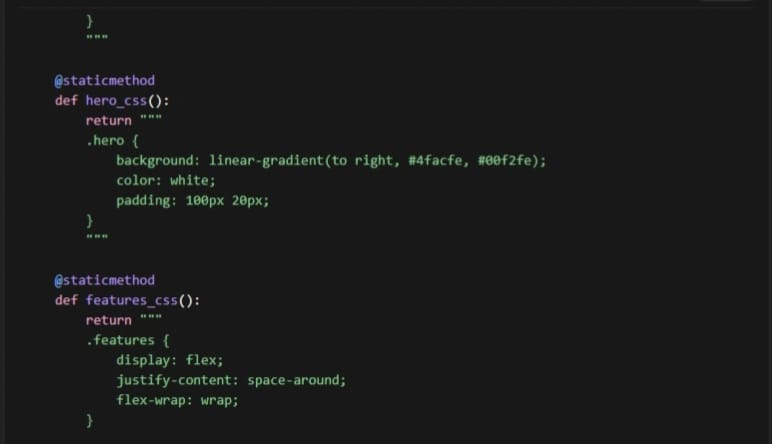 }
"""
@staticmethod
def hero_css():
return """
.hero {
background: linear-gradient(to right, #4facfe, #00f2fe);
color: white;
padding: 100px 20px;
}
"""
@staticmethod
def features_css():
return """
.features {
display: flex;
justify-content: space-around;
flex-wrap: wrap;
}